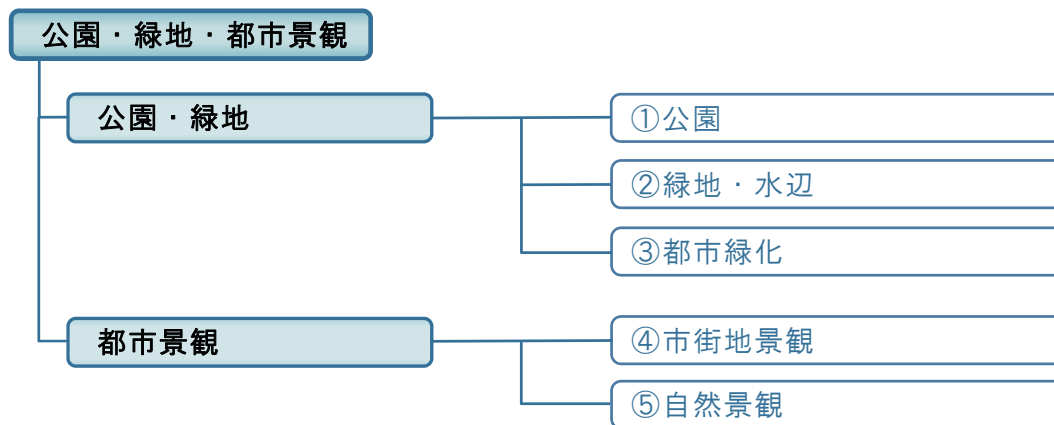 公園・緑地・都市景観
公園・緑地
①公園
②緑地・水辺
③都市緑化
都市景観
④市街地景観
⑤自然景観